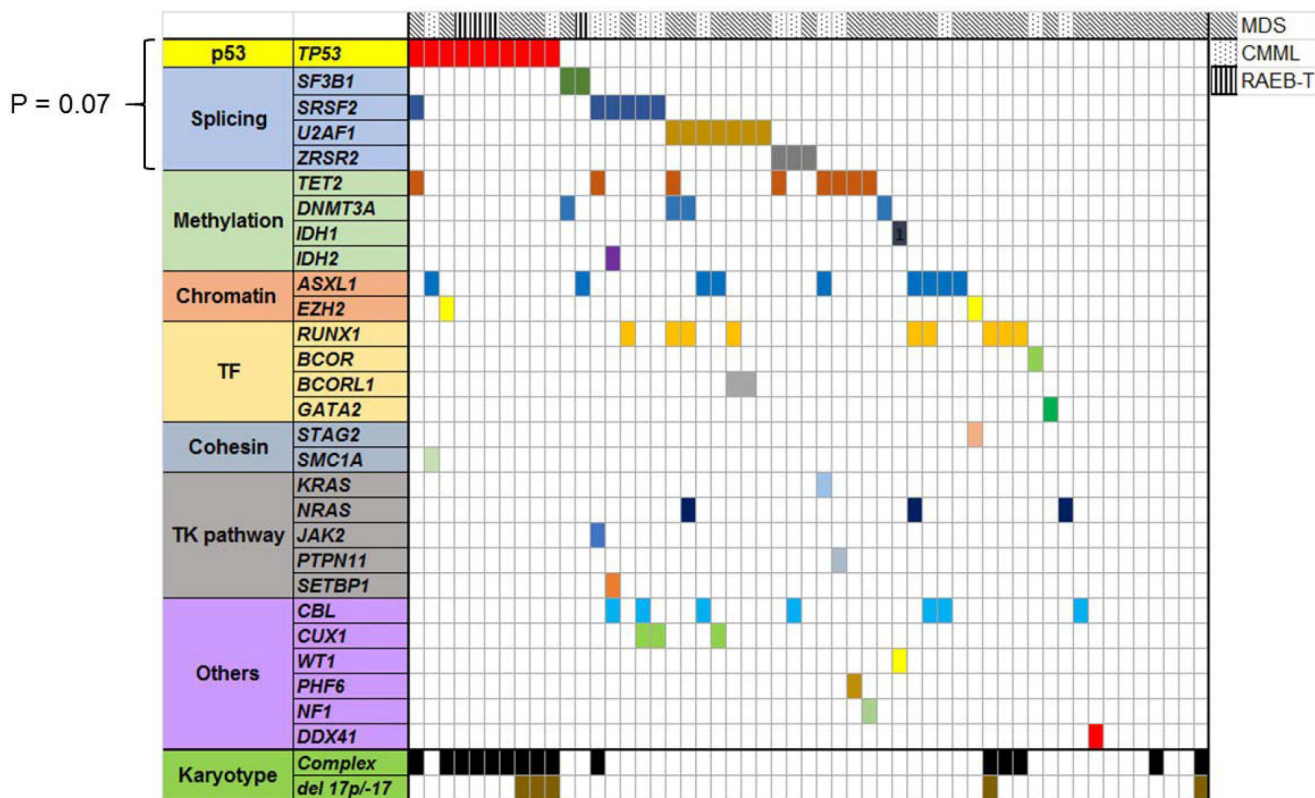 MDS
p53 TP53 CMML
SF3B1 RAEB-T
P = 0.07 Splicing SRSF2
U2AF1
ZRSR2
TET2
Methylation DNMT3A
IDH1 1
IDH2
Chromatin ASXL1
EZH2
RUNX1
TF BCOR
BCORL1
GATA2
Cohesin STAG2
SMC1A
KRAS
NRAS
TK pathway JAK2
PTPN11
SETBP1
CBL
CUX1
Others WT1
PHF6
NF1
DDX41
Karyotype Complex
del 17p/-17